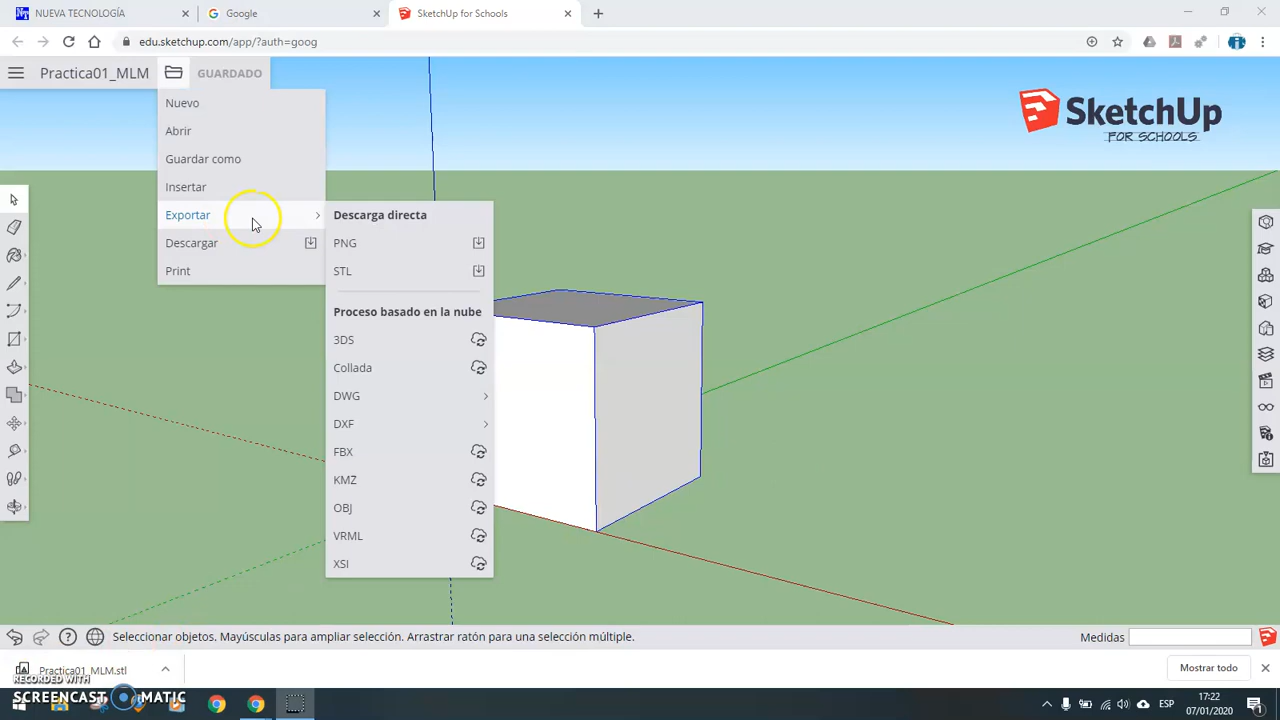 NUEVA TECNOLOGÍA
Google
SketchUp for Schools
edu.sketchup.com/app/?auth=goog
Practica01_MLM
GUARDADO
Nuevo
Abrir
Guardar como
Insertar
Exportar
Descargar
Print
Descarga directa
PNG
STL
Proceso basado en la nube
3DS
Collada
DWG
DXF
FBX
KMZ
OBJ
VRML
XSI
SketchUp
FOR SCHOOLS
Seleccionar objetos. Mayúsculas para ampliar selección. Arrastrar ratón para una selección múltiple.
Medidas
Practica01_MLM.stl
Mostrar todo
RECORDED WITH
SCREENCAST MATIC
ESP
17:22
07/01/2020